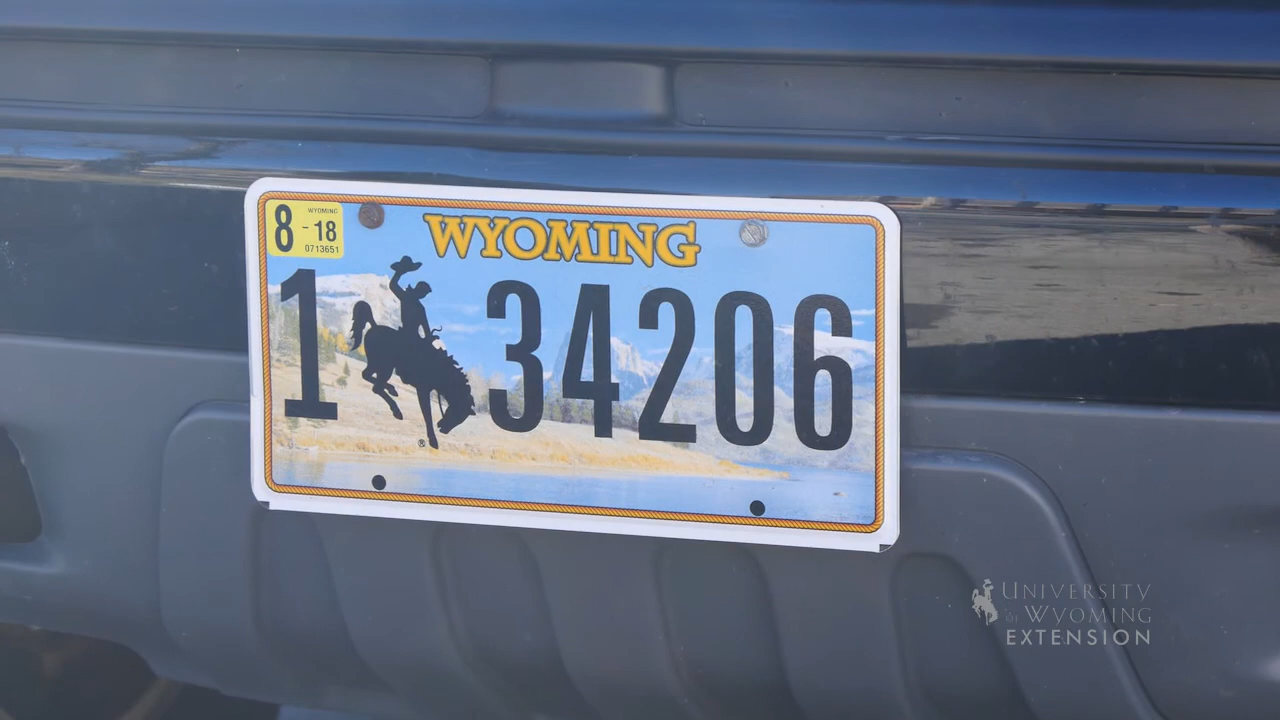 WYOMING
8 - 18
0713651
WYOMING
1 34206
®
UNIVERSITY
OF WYOMING
EXTENSION